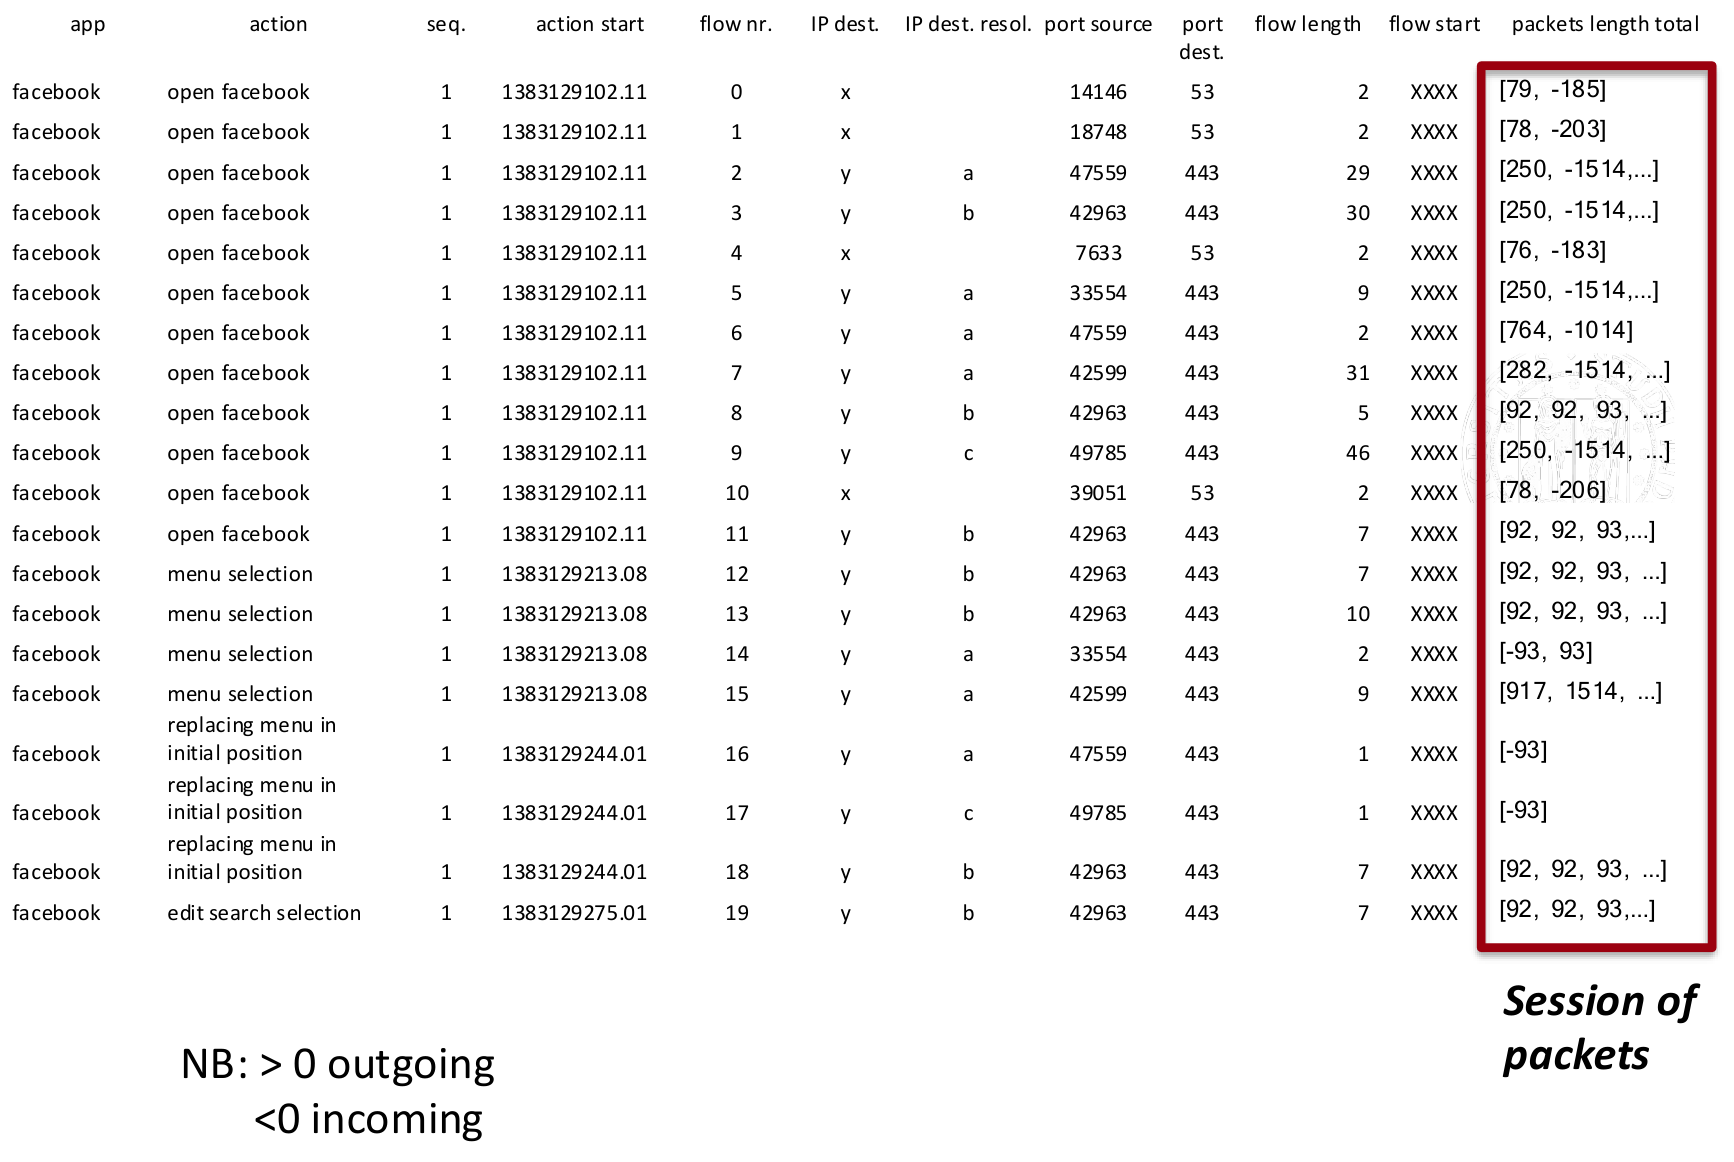 app action seq. action start flow nr. IP dest. IP dest. resol. port source port flow length flow start packets length total
dest.
facebook open facebook 1 1383129102.11 0 x 14146 53 2 XXXX [79, -185]
facebook open facebook 1 1383129102.11 1 x 18748 53 2 XXXX [78, -203]
facebook open facebook 1 1383129102.11 2 y a 47559 443 29 XXXX [250, -1514,...]
facebook open facebook 1 1383129102.11 3 y b 42963 443 30 XXXX [250, -1514,...]
facebook open facebook 1 1383129102.11 4 x 7633 53 2 XXXX [76, -183]
facebook open facebook 1 1383129102.11 5 y a 33554 443 9 XXXX [250, -1514,...]
facebook open facebook 1 1383129102.11 6 y a 47559 443 2 XXXX [764, -1014]
facebook open facebook 1 1383129102.11 7 y a 42599 443 31 XXXX [282, -1514, ...]
facebook open facebook 1 1383129102.11 8 y b 42963 443 5 XXXX [92, 92, 93, ...]
facebook open facebook 1 1383129102.11 9 y c 49785 443 46 XXXX [250, -1514, ...]
facebook open facebook 1 1383129102.11 10 x 39051 53 2 XXXX [78, -206]
facebook open facebook 1 1383129102.11 11 y b 42963 443 7 XXXX [92, 92, 93,...]
facebook menu selection 1 1383129213.08 12 y b 42963 443 7 XXXX [92, 92, 93, ...]
facebook menu selection 1 1383129213.08 13 y b 42963 443 10 XXXX [92, 92, 93, ...]
facebook menu selection 1 1383129213.08 14 y a 33554 443 2 XXXX [-93, 93]
facebook menu selection 1 1383129213.08 15 y a 42599 443 9 XXXX [917, 1514, ...]
replacing menu in
facebook initial position 1 1383129244.01 16 y a 47559 443 1 XXXX [-93]
replacing menu in
facebook initial position 1 1383129244.01 17 y c 49785 443 1 XXXX [-93]
replacing menu in
facebook initial position 1 1383129244.01 18 y b 42963 443 7 XXXX [92, 92, 93, ...]
facebook edit search selection 1 1383129275.01 19 y b 42963 443 7 XXXX [92, 92, 93,...]
Session of
packets
NB: > 0 outgoing
<0 incoming